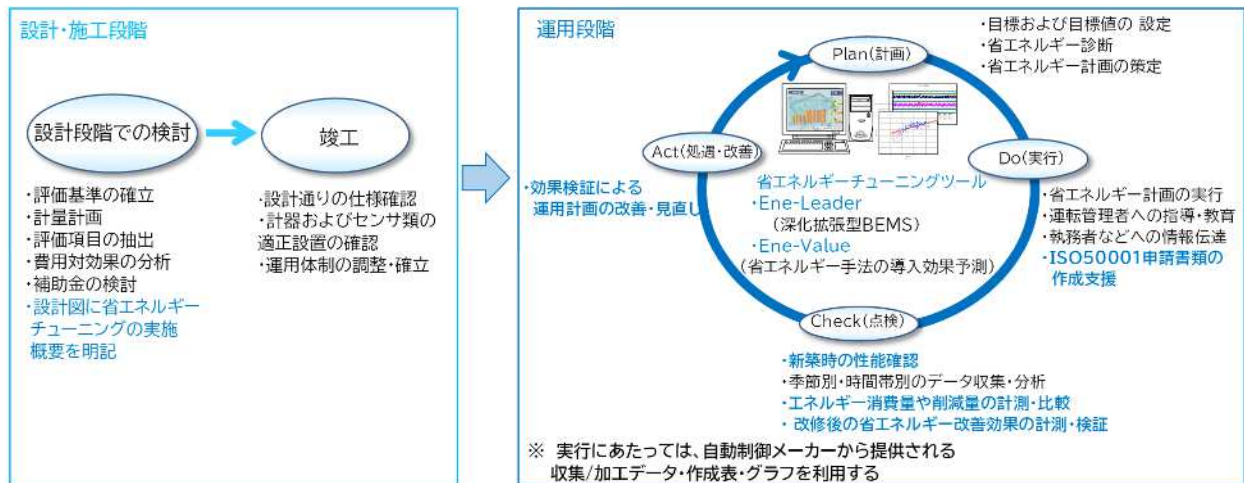 設計・施工段階
設計段階での検討
竣工
・評価基準の確立
・計量計画
・評価項目の抽出
・費用対効果の分析
・補助金の検討
・設計図に省エネルギー
チューニングの実施
概要を明記
・設計通りの仕様確認
・計器およびセンサ類の
適正設置の確認
・運用体制の調整・確立
運用段階
Plan(計画)
・目標および目標値の 設定
・省エネルギー診断
・省エネルギー計画の策定
Do(実行)
・省エネルギー計画の実行
・運転管理者への指導・教育
・執務者などへの情報伝達
・ISO50001申請書類の
作成支援
Check(点検)
・新築時の性能確認
・季節別・時間帯別のデータ収集・分析
・エネルギー消費量や削減量の計測・比較
・改修後の省エネルギー改善効果の計測・検証
Act(処遇・改善)
・効果検証による
運用計画の改善・見直し
省エネルギーチューニングツール
・Ene-Leader
(深化拡張型BEMS)
・Ene-Value
(省エネルギー手法の導入効果予測)
※ 実行にあたっては、自動制御メーカーから提供される
収集/加工データ・作成表・グラフを利用する